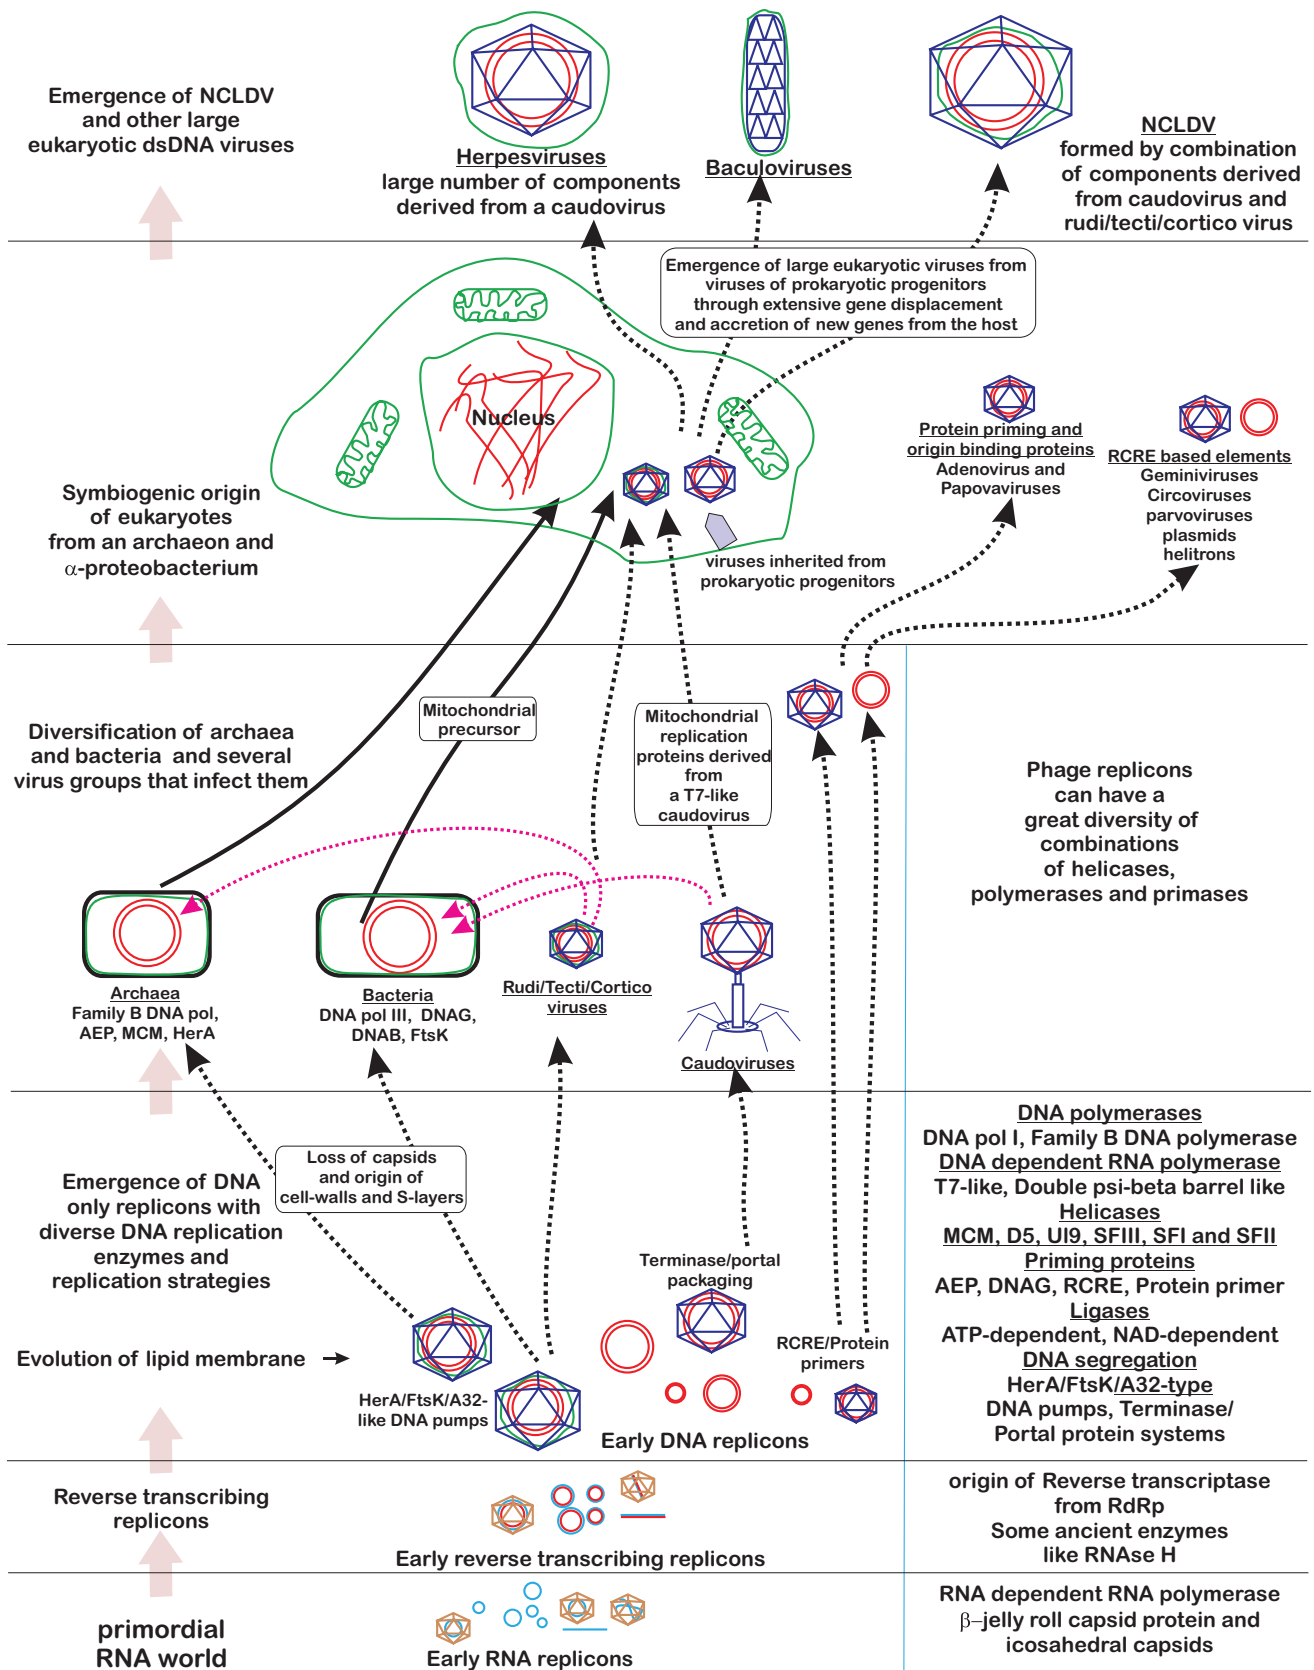 Emergence of NCLDV
and other large
eukaryotic dsDNA viruses
Herpesviruses
large number of components
derived from a caudovirus
Baculoviruses
NCLDV
formed by combination
of components derived
from caudovirus and
rudi/tecti/cortico virus
Emergence of large eukaryotic viruses from
viruses of prokaryotic progenitors
through extensive gene displacement
and accretion of new genes from the host
Nucleus
Symbiogenic origin
of eukaryotes
from an archaeon and
α-proteobacterium
viruses inherited from
prokaryotic progenitors
Protein priming and
origin binding proteins
Adenovirus and
Papovaviruses
RCRE based elements
Geminiviruses
Circoviruses
parvoviruses
plasmids
helitrons
Diversification of archaea
and bacteria and several
virus groups that infect them
Mitochondrial
precursor
Mitochondrial
replication
proteins derived
from
a T7-like
caudovirus
Phage replicons
can have a
great diversity of
combinations
of helicases,
polymerases and primases
Archaea
Family B DNA pol,
AEP, MCM, HerA
Bacteria
DNA pol III, DNAG,
DNAB, FtsK
Rudi/Tecti/Cortico
viruses
Caudoviruses
Emergence of DNA
only replicons with
diverse DNA replication
enzymes and
replication strategies
Loss of capsids
and origin of
cell-walls and S-layers
Terminase/portal
packaging
RCRE/Protein
primers
Evolution of lipid membrane
HerA/FtsK/A32-
like DNA pumps
Early DNA replicons
DNA polymerases
DNA pol I, Family B DNA polymerase
DNA dependent RNA polymerase
T7-like, Double psi-beta barrel like
Helicases
MCM, D5, Ul9, SFIII, SFI and SFII
Priming proteins
AEP, DNAG, RCRE, Protein primer
Ligases
ATP-dependent, NAD-dependent
DNA segregation
HerA/FtsK/A32-type
DNA pumps, Terminase/
Portal protein systems
Reverse transcribing
replicons
Early reverse transcribing replicons
origin of Reverse transcriptase
from RdRp
Some ancient enzymes
like RNAse H
primordial
RNA world
Early RNA replicons
RNA dependent RNA polymerase
β–jelly roll capsid protein and
icosahedral capsids